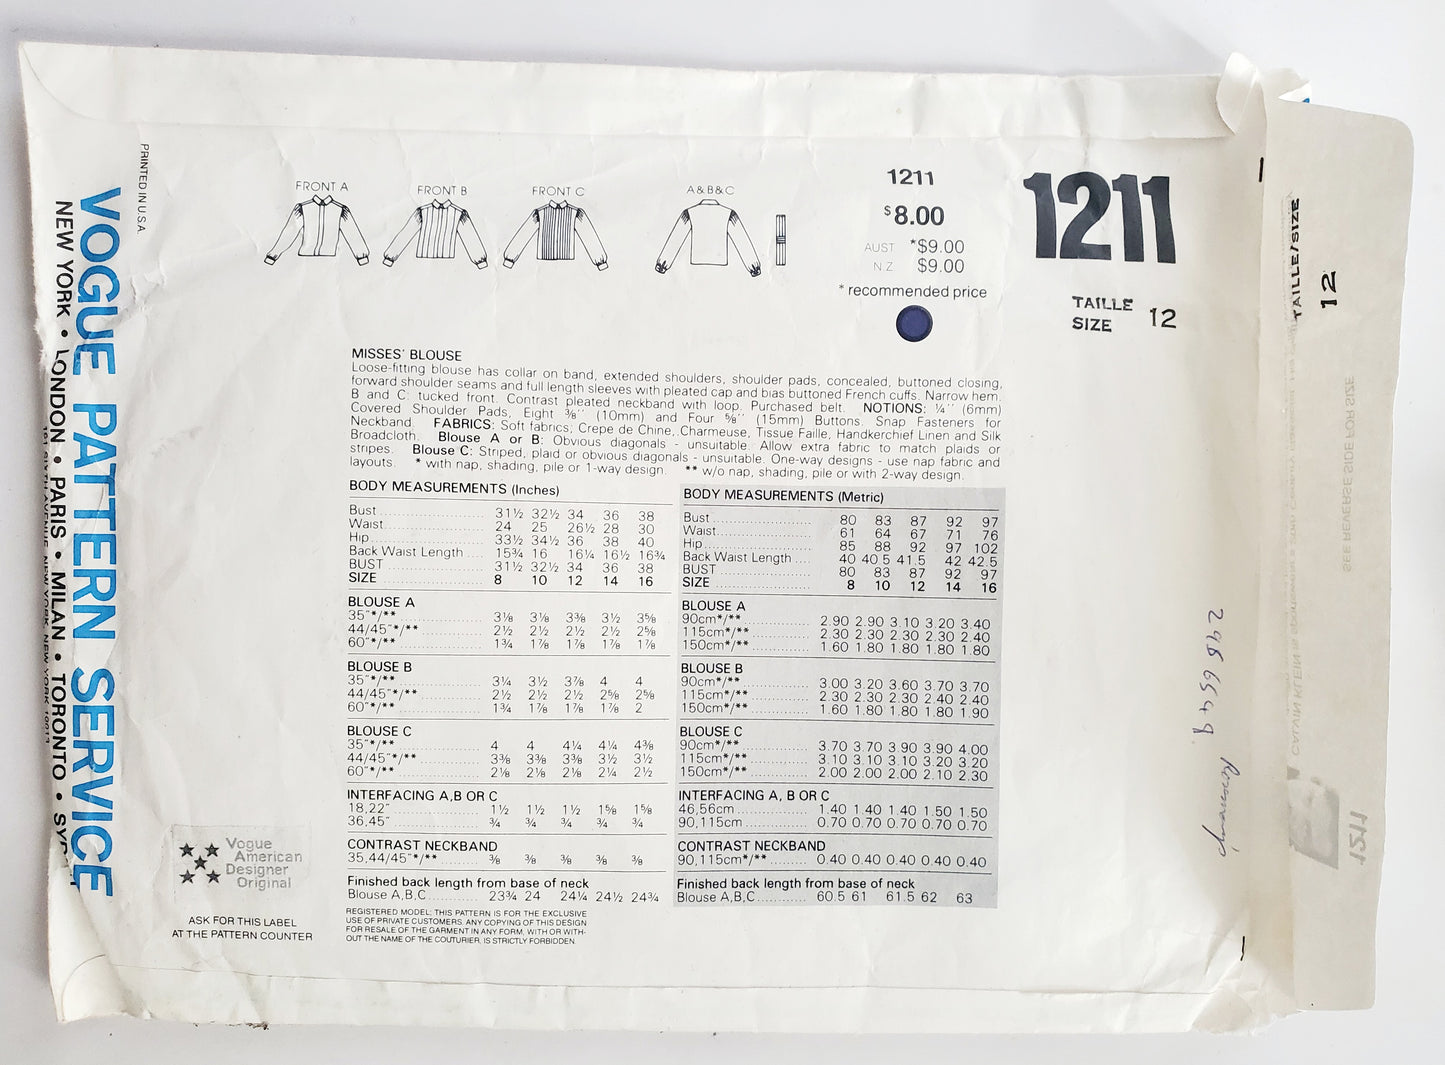 PRINTED IN U.S.A.
VOGUE PATTERN SERVICE
NEW YORK • LONDON • PARIS • MILAN • TORONTO •
FRONT A
FRONT B
FRONT C
A&B&C
1211
$8.00
AUST *$9.00
N.Z. $9.00
* recommended price
1211
TAILLE
SIZE 12
MISSES' BLOUSE
Loose-fitting blouse has collar on band, extended shoulders, shoulder pads, concealed, buttoned closing,
forward shoulder seams and full length sleeves with pleated cap and bias buttoned French cuffs. Narrow hem.
B and C: tucked front. Contrast pleated neckband with loop. Purchased belt. NOTIONS: ¼'' (6mm)
Covered Shoulder Pads, Eight ⅜'' (10mm) and Four ⅝'' (15mm) Buttons. Snap Fasteners for
Neckband. FABRICS: Soft fabrics, Crepe de Chine, Charmeuse, Tissue Faille, Handkerchief Linen and Silk
Broadcloth. Blouse A or B: Obvious diagonals - unsuitable. Allow extra fabric to match plaids or
stripes. Blouse C: Striped, plaid or obvious diagonals - unsuitable. One-way designs - use nap fabric and
layouts. * with nap, shading, pile or 1-way design. ** w/o nap, shading, pile or with 2-way design.
BODY MEASUREMENTS (Inches)
Bust 31½ 32½ 34 36 38
Waist 24 25 26½ 28 30
Hip 33½ 34½ 36 38 40
Back Waist Length 15¾ 16 16¼ 16½ 16¾
BUST 31½ 32½ 34 36 38
SIZE 8 10 12 14 16
BLOUSE A
35''*/** 3⅛ 3⅛ 3⅜ 3½ 3⅝
44/45''*/** 2½ 2½ 2½ 2½ 2⅝
60''*/** 1¾ 1⅞ 1⅞ 1⅞ 1⅞
BLOUSE B
35''*/** 3¼ 3½ 3⅞ 4 4
44/45''*/** 2½ 2½ 2½ 2⅝ 2⅝
60''*/** 1¾ 1⅞ 1⅞ 1⅞ 2
BLOUSE C
35''*/** 4 4 4¼ 4¼ 4⅜
44/45''*/** 3⅜ 3⅜ 3⅜ 3½ 3½
60''*/** 2⅛ 2⅛ 2⅛ 2¼ 2½
INTERFACING A,B OR C
18,22'' 1½ 1½ 1½ 1⅝ 1⅝
36,45'' ¾ ¾ ¾ ¾ ¾
CONTRAST NECKBAND
35,44/45''*/** ⅜ ⅜ ⅜ ⅜ ⅜
Finished back length from base of neck
Blouse A,B,C 23¾ 24 24¼ 24½ 24¾
REGISTERED MODEL; THIS PATTERN IS FOR THE EXCLUSIVE
USE OF PRIVATE CUSTOMERS. ANY COPYING OF THIS DESIGN
FOR RESALE OF THE GARMENT IN ANY FORM, WITH OR WITH-
OUT THE NAME OF THE COUTURIER, IS STRICTLY FORBIDDEN.
BODY MEASUREMENTS (Metric)
Bust 80 83 87 92 97
Waist 61 64 67 71 76
Hip 85 88 92 97 102
Back Waist Length 40 40.5 41.5 42 42.5
BUST 80 83 87 92 97
SIZE 8 10 12 14 16
BLOUSE A
90cm*/** 2.90 2.90 3.10 3.20 3.40
115cm*/** 2.30 2.30 2.30 2.30 2.40
150cm*/** 1.60 1.80 1.80 1.80 1.80
BLOUSE B
90cm*/** 3.00 3.20 3.60 3.70 3.70
115cm*/** 2.30 2.30 2.30 2.40 2.40
150cm*/** 1.60 1.80 1.80 1.80 1.90
BLOUSE C
90cm*/** 3.70 3.70 3.90 3.90 4.00
115cm*/** 3.10 3.10 3.10 3.20 3.20
150cm*/** 2.00 2.00 2.00 2.10 2.30
INTERFACING A, B OR C
46,56cm 1.40 1.40 1.40 1.50 1.50
90,115cm 0.70 0.70 0.70 0.70 0.70
CONTRAST NECKBAND
90,115cm*/** 0.40 0.40 0.40 0.40 0.40
Finished back length from base of neck
Blouse A,B,C 60.5 61 61.5 62 63
Vogue
American
Designer
Original
ASK FOR THIS LABEL
AT THE PATTERN COUNTER
TAILLE/SIZE
12
SEE REVERSE SIDE FOR SIZE
1211